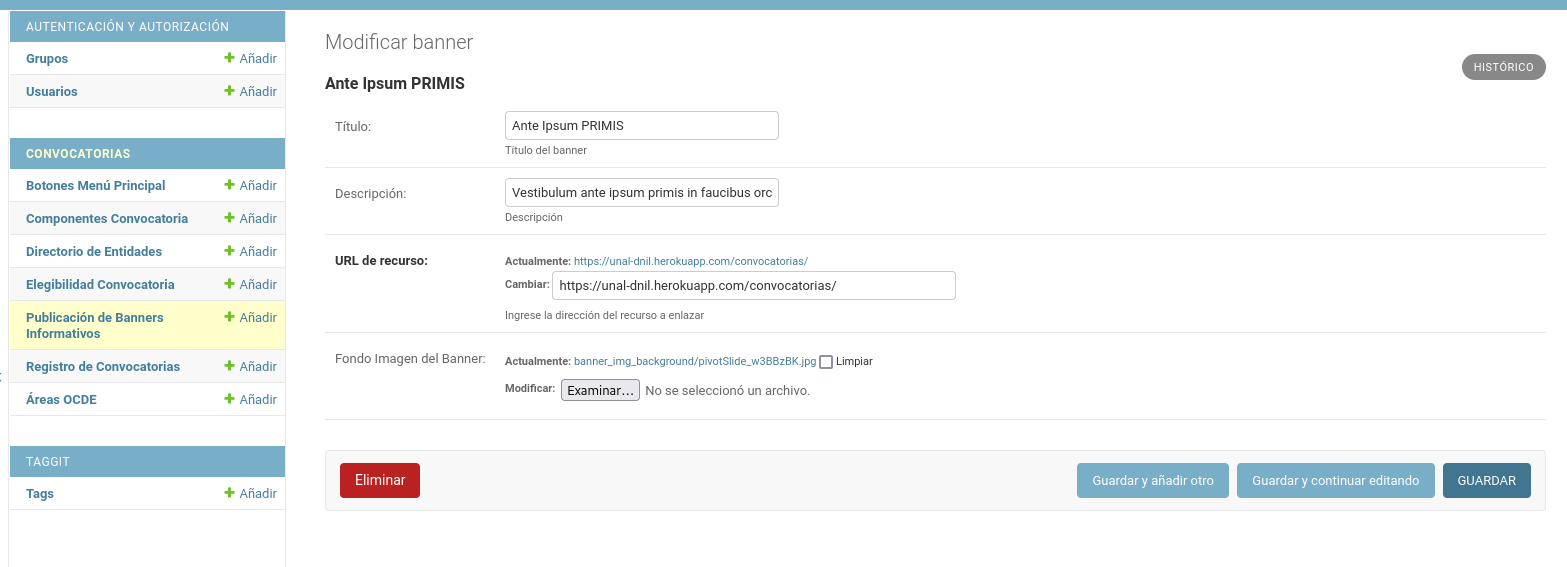 AUTENTICACIÓN Y AUTORIZACIÓN
Grupos Añadir
Usuarios Añadir
CONVOCATORIAS
Botones Menú Principal Añadir
Componentes Convocatoria Añadir
Directorio de Entidades Añadir
Elegibilidad Convocatoria Añadir
Publicación de Banners Añadir
Informativos
Registro de Convocatorias Añadir
Áreas OCDE Añadir
TAGGIT
Tags Añadir
Modificar banner
HISTÓRICO
Ante Ipsum PRIMIS
Título: Ante Ipsum PRIMIS
Título del banner
Descripción: Vestibulum ante ipsum primis in faucibus orc
Descripción
URL de recurso: Actualmente: https://unal-dnil.herokuapp.com/convocatorias/
Cambiar: https://unal-dnil.herokuapp.com/convocatorias/
Ingrese la dirección del recurso a enlazar
Fondo Imagen del Banner: Actualmente: banner_img_background/pivotSlide_w3BBzBK.jpg Limpiar
Modificar: Examinar... No se seleccionó un archivo.
Eliminar Guardar y añadir otro Guardar y continuar editando GUARDAR